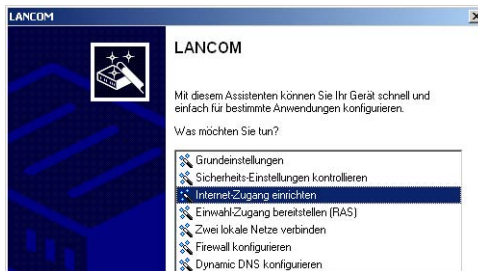 LANCOM
LANCOM
Mit diesem Assistenten können Sie Ihr Gerät schnell und
einfach für bestimmte Anwendungen konfigurieren.
Was möchten Sie tun?
Grundeinstellungen
Sicherheits-Einstellungen kontrollieren
Internet-Zugang einrichten
Einwahl-Zugang bereitstellen (RAS)
Zwei lokale Netze verbinden
Firewall konfigurieren
Dynamic DNS konfigurieren